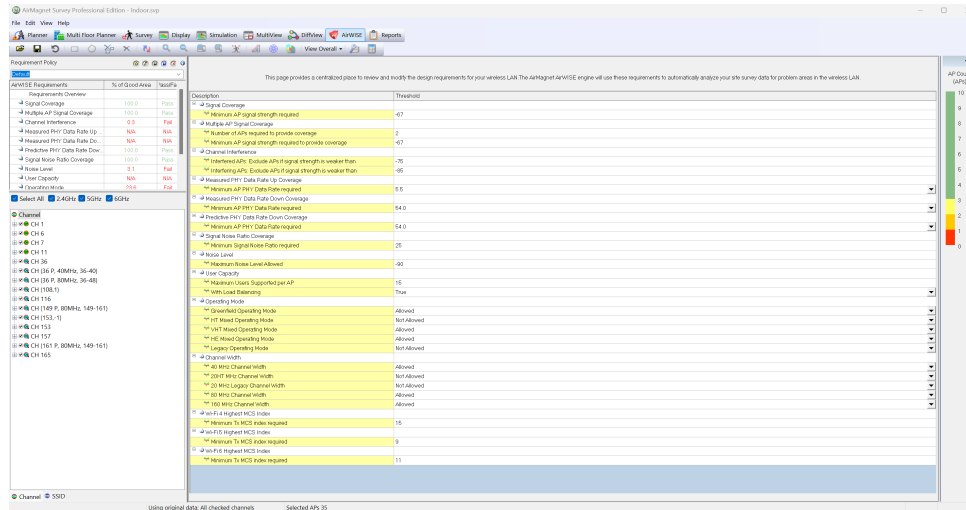 AirMagnet Survey Professional Edition - Indoor.svp
File Edit View Help
Planner Multi Floor Planner Survey Display Simulation MultiView DiffView AirWISE Reports
View Overall
Requirement Policy
Default
AirWISE Requirements % of Good Area Pass/Fa
Requirements Overview
Signal Coverage 100.0 Pass
Multiple AP Signal Coverage 100.0 Pass
Channel Interference 0.3 Fail
Measured PHY Data Rate Up... N/A N/A
Measured PHY Data Rate Do... N/A N/A
Predictive PHY Data Rate Dow... 100.0 Pass
Signal Noise Ratio Coverage 100.0 Pass
Noise Level 3.1 Fail
User Capacity N/A N/A
Operating Mode 23.6 Fail
Select All 2.4GHz 5GHz 6GHz
Channel
CH 1
CH 6
CH 7
CH 11
CH 36
CH (36 P, 40MHz, 36-40)
CH (36 P, 80MHz, 36-48)
CH (108,1)
CH 116
CH (149 P, 80MHz, 149-161)
CH (153,-1)
CH 153
CH 157
CH (161 P, 80MHz, 149-161)
CH 165
Channel SSID
This page provides a centralized place to review and modify the design requirements for your wireless LAN.The AirMagnet AirWISE engine will use these requirements to automatically analyze your site survey data for problem areas in the wireless LAN.
Description Threshold
Signal Coverage
Minimum AP signal strength required -67
Multiple AP Signal Coverage
Number of APs required to provide coverage 2
Minimum AP signal strength required to provide coverage -67
Channel Interference
Interfered APs: Exclude APs if signal strength is weaker than -75
Interfering APs: Exclude APs if signal strength is weaker than -85
Measured PHY Data Rate Up Coverage
Minimum AP PHY Data Rate required 5.5
Measured PHY Data Rate Down Coverage
Minimum AP PHY Data Rate required 54.0
Predictive PHY Data Rate Down Coverage
Minimum AP PHY Data Rate required 54.0
Signal Noise Ratio Coverage
Minimum Signal Noise Ratio required 25
Noise Level
Maximum Noise Level Allowed -90
User Capacity
Maximum Users Supported per AP 15
With Load Balancing True
Operating Mode
Greenfield Operating Mode Allowed
HT Mixed Operating Mode Not Allowed
VHT Mixed Operating Mode Allowed
HE Mixed Operating Mode Allowed
Legacy Operating Mode Not Allowed
Channel Width
40 MHz Channel Width Allowed
20HT MHz Channel Width Not Allowed
20 MHz Legacy Channel Width Not Allowed
80 MHz Channel Width Allowed
160 MHz Channel Width Allowed
Wi-Fi 4 Highest MCS Index
Minimum Tx MCS index required 15
Wi-Fi 5 Highest MCS Index
Minimum Tx MCS index required 9
Wi-Fi 6 Highest MCS Index
Minimum Tx MCS index required 11
AP Cou
(APs)
10
9
8
7
6
5
4
3
2
1
0
Using original data: All checked channels Selected APs 35